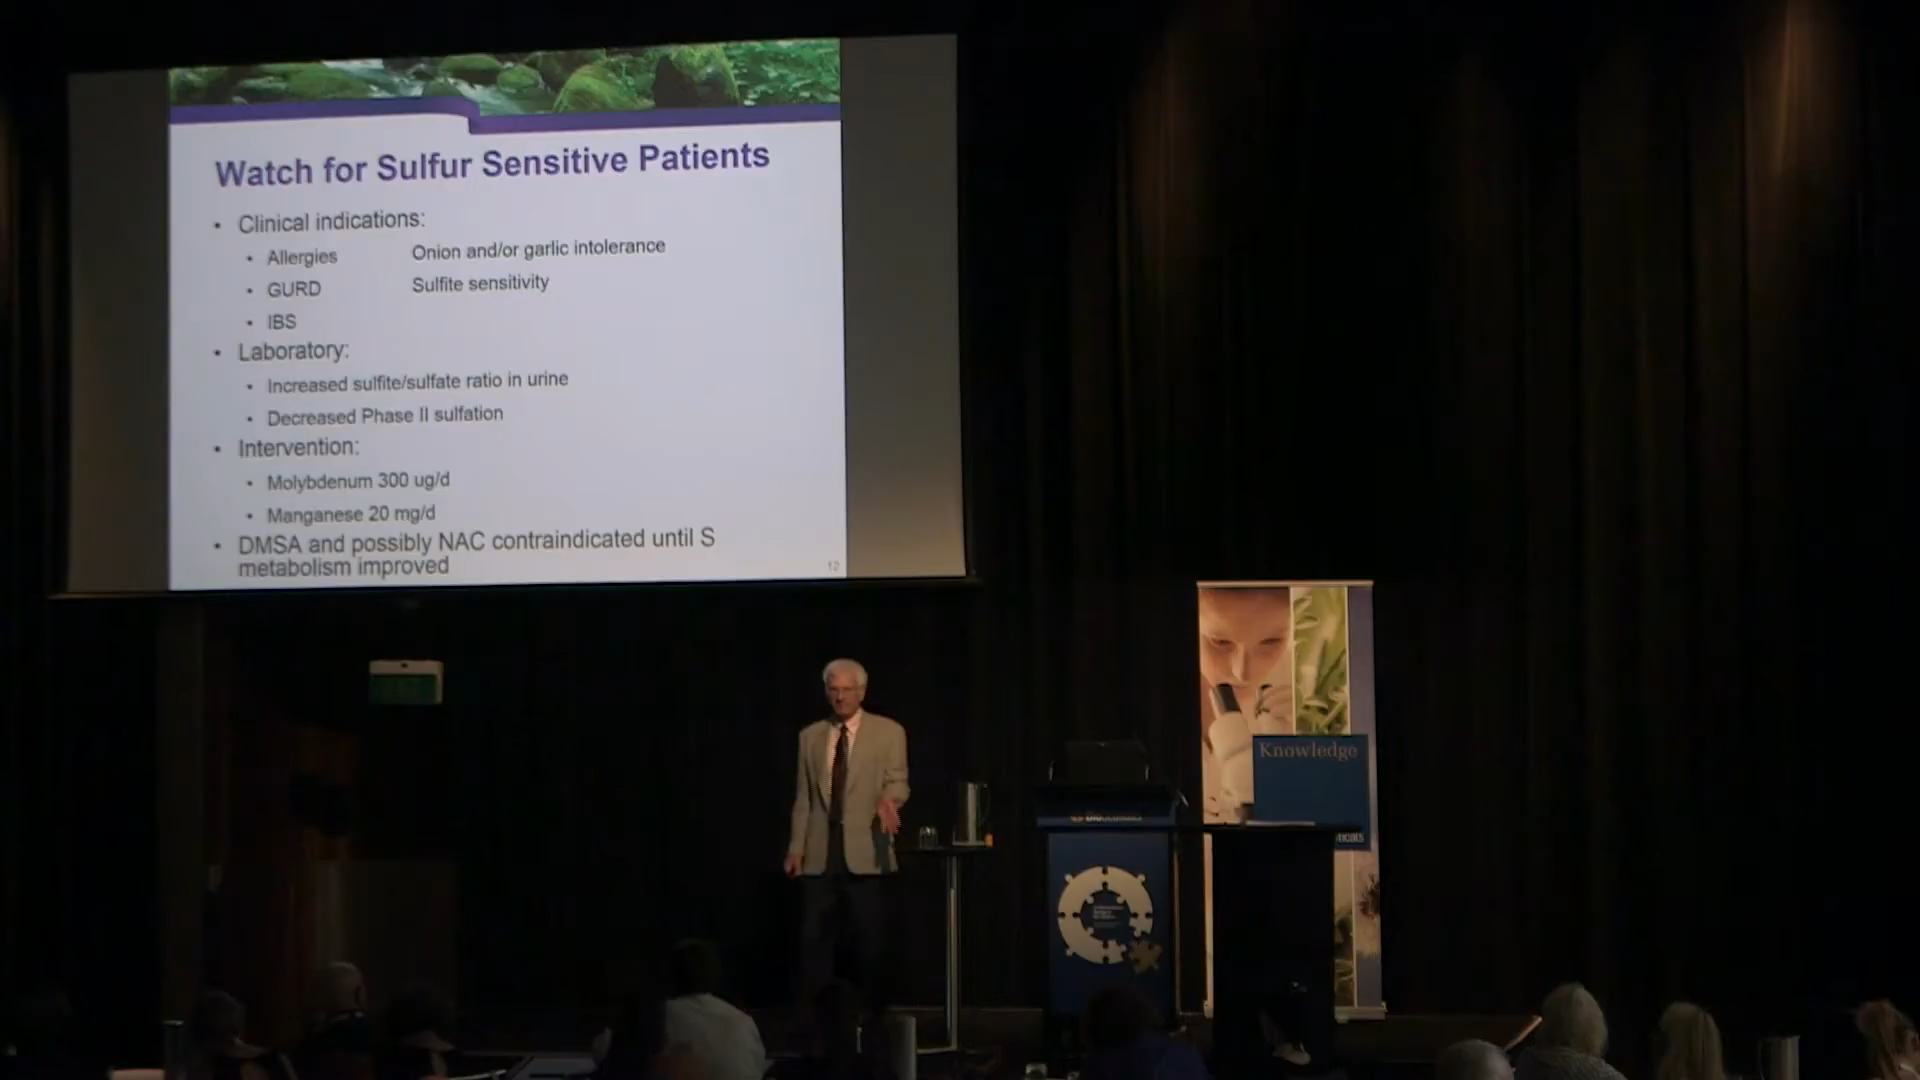 Watch for Sulfur Sensitive Patients
• Clinical indications:
• Allergies Onion and/or garlic intolerance
• GURD Sulfite sensitivity
• IBS
• Laboratory:
• Increased sulfite/sulfate ratio in urine
• Decreased Phase II sulfation
• Intervention:
• Molybdenum 300 ug/d
• Manganese 20 mg/d
• DMSA and possibly NAC contraindicated until S
metabolism improved
12
Knowledge